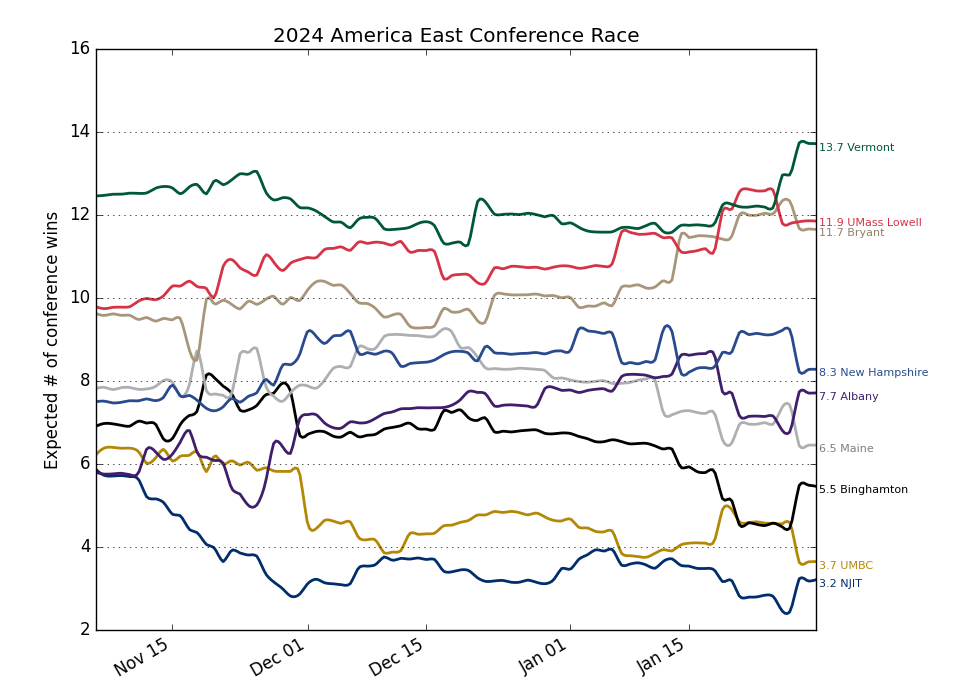 2024 America East Conference Race
Expected # of conference wins
16
14
12
10
8
6
4
2
13.7 Vermont
11.9 UMass Lowell
11.7 Bryant
8.3 New Hampshire
7.7 Albany
6.5 Maine
5.5 Binghamton
3.7 UMBC
3.2 NJIT
Nov 15
Dec 01
Dec 15
Jan 01
Jan 15